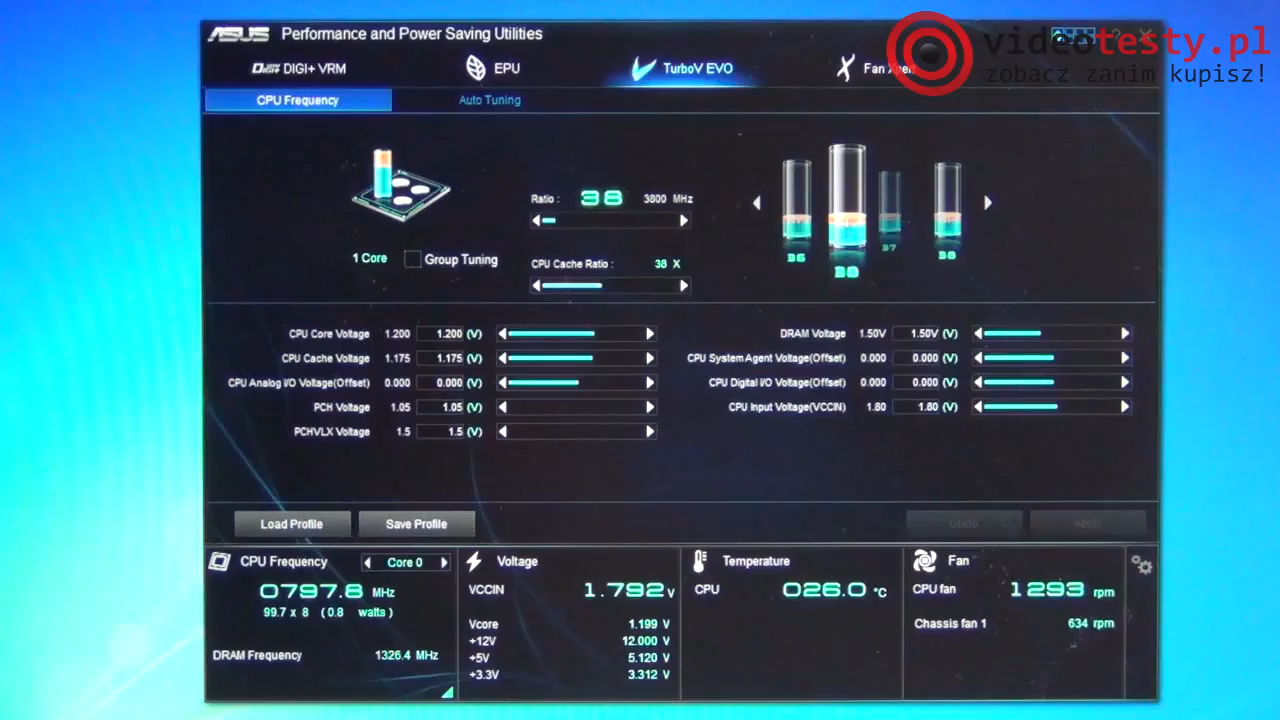 ASUS Performance and Power Saving Utilities
videotesty.pl
zobacz zanim kupisz!
DIGI+ DIGI+ VRM
EPU
TurboV EVO
Fan Xpert
CPU Frequency
Auto Tuning
Ratio : 38 3800 MHz
1 Core
Group Tuning
CPU Cache Ratio : 38 X
36
38
37
38
CPU Core Voltage 1.200 1.200 (V)
DRAM Voltage 1.50V 1.50V (V)
CPU Cache Voltage 1.175 1.175 (V)
CPU System Agent Voltage(Offset) 0.000 0.000 (V)
CPU Analog I/O Voltage(Offset) 0.000 0.000 (V)
CPU Digital I/O Voltage(Offset) 0.000 0.000 (V)
PCH Voltage 1.05 1.05 (V)
CPU Input Voltage(VCCIN) 1.80 1.80 (V)
PCHVLX Voltage 1.5 1.5 (V)
Load Profile
Save Profile
Undo
Apply
CPU Frequency
Core 0
0797.8 MHz
99.7 x 8 ( 0.8 watts )
DRAM Frequency 1326.4 MHz
Voltage
VCCIN 1.792 V
Vcore 1.199 V
+12V 12.000 V
+5V 5.120 V
+3.3V 3.312 V
Temperature
CPU 026.0 °C
Fan
CPU fan 1293 rpm
Chassis fan 1 634 rpm